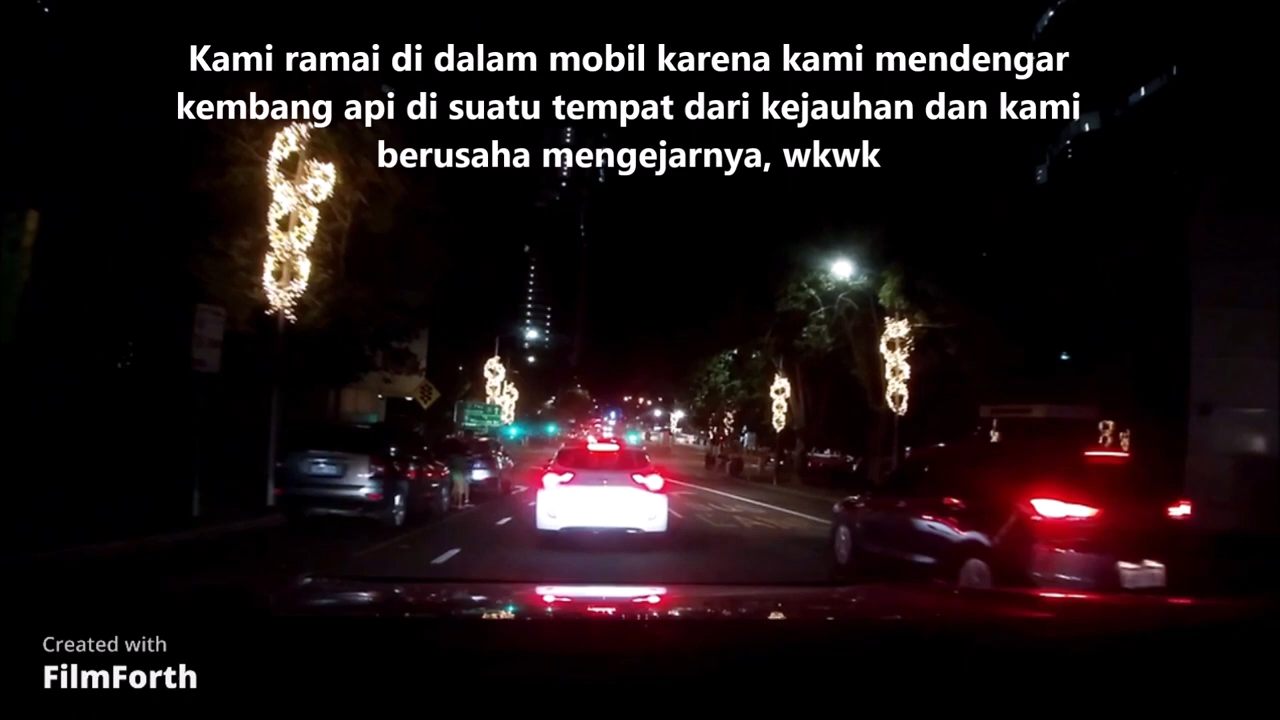 Kami ramai di dalam mobil karena kami mendengar
kembang api di suatu tempat dari kejauhan dan kami
berusaha mengejarnya, wkwk
Created with
FilmForth